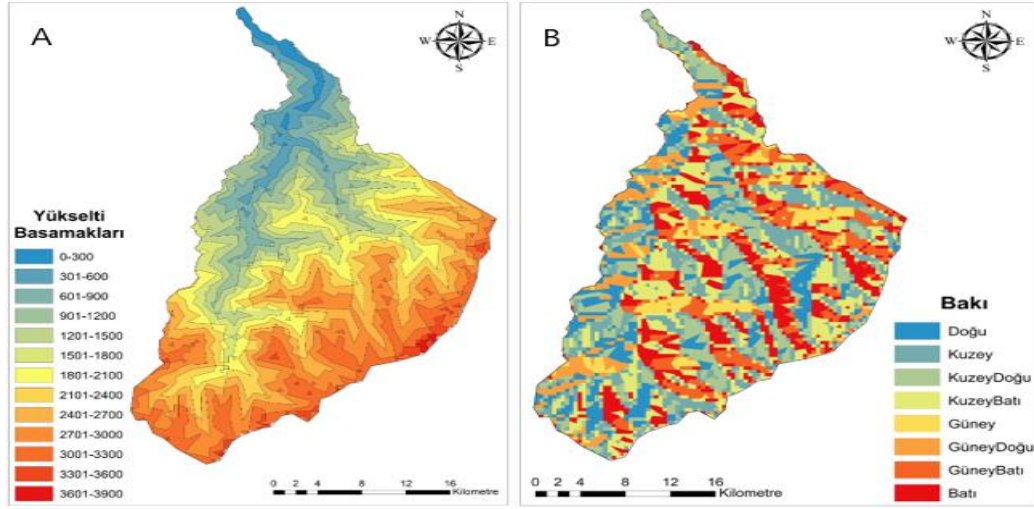 A
N
W E
S
Yükselti
Basamakları
0-300
301-600
601-900
901-1200
1201-1500
1501-1800
1801-2100
2101-2400
2401-2700
2701-3000
3001-3300
3301-3600
3601-3900
0 2 4 8 12 16
Kilometre
B
N
W E
S
Bakı
Doğu
Kuzey
KuzeyDoğu
KuzeyBatı
Güney
GüneyDoğu
GüneyBatı
Batı
0 2 4 8 12 16
Kilometre